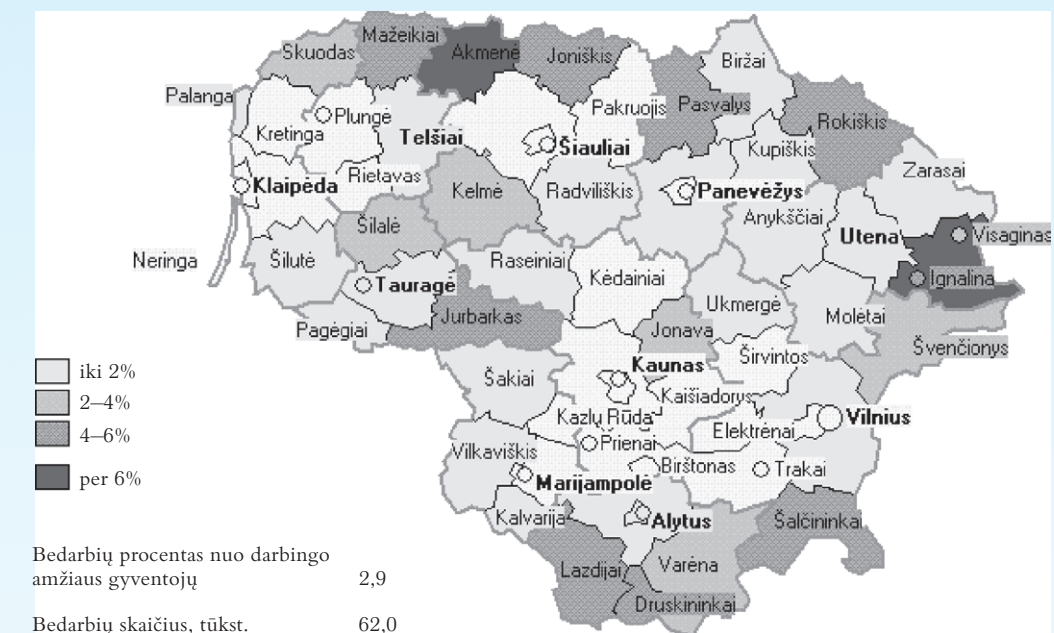 Mažeikiai
Skuodas
Akmenė
Joniškis
Biržai
Palanga
Plungė
Pakruojis
Pasvalys
Rokiškis
Kretinga
Telšiai
Šiauliai
Kupiškis
Zarasai
Klaipėda
Rietavas
Kelmė
Radviliškis
Panevėžys
Anykščiai
Šilalė
Utena
Visaginas
Neringa
Šilutė
Tauragė
Raseiniai
Kėdainiai
Ignalina
Ukmergė
Molėtai
Pagėgiai
Jurbarkas
Jonava
Švenčionys
Širvintos
Kaunas
Šakiai
Kaišiadorys
Kazlų Rūda
Elektrėnai
Vilnius
Prienai
Vilkaviškis
Birštonas
Trakai
Marijampolė
Kalvarija
Alytus
Šalčininkai
Lazdijai
Varėna
Druskininkai
iki 2%
2–4%
4–6%
per 6%
Bedarbių procentas nuo darbingo
amžiaus gyventojų 2,9
Bedarbių skaičius, tūkst. 62,0